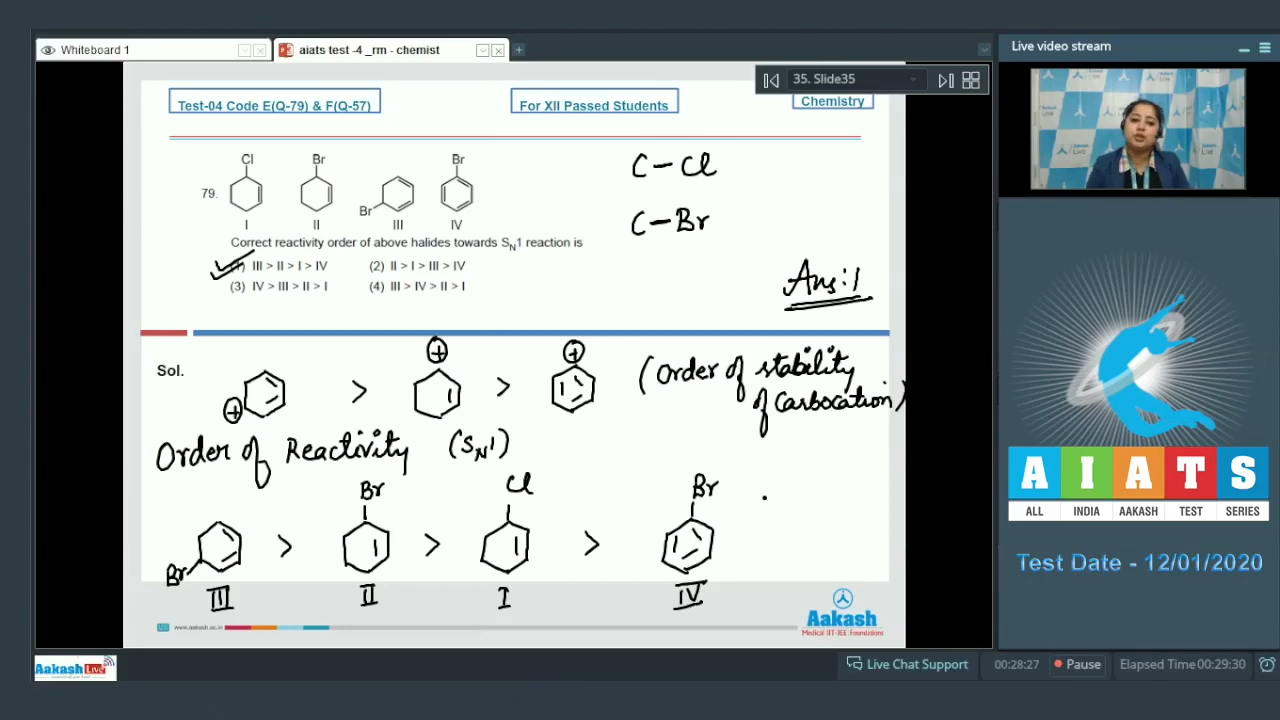 Whiteboard 1
aiats test -4 _rm - chemist
Live video stream
35. Slide35
Test-04 Code E(Q-79) & F(Q-57)
For XII Passed Students
Chemistry
Cl Br Br
79.
Br
I II III IV
Correct reactivity order of above halides towards SN1 reaction is
(1) III > II > I > IV (2) II > I > III > IV
(3) IV > III > II > I (4) III > IV > II > I
C-Cl
C-Br
Ans:1
Sol.
+ > + > + (Order of stability
of Carbocation)
Order of Reactivity (SN1)
Br Cl Br
Br > > >
III II I IV
www.aakash.ac.in
Aakash
Medical|IIT-JEE|Foundations
AIATS
ALL INDIA AAKASH TEST SERIES
Test Date - 12/01/2020
Aakash Live
Live Chat Support
00:28:27
Pause
Elapsed Time 00:29:30